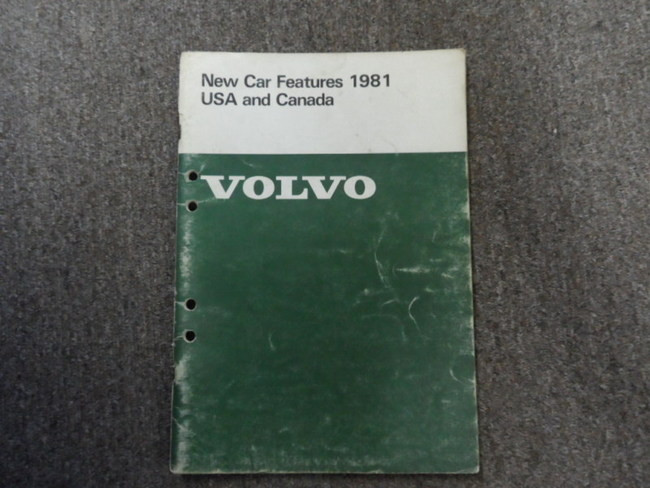 New Car Features 1981
USA and Canada
VOLVO